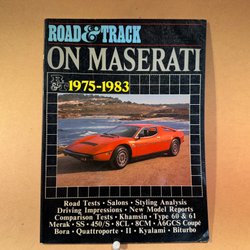 ROAD & TRACK
ON MASERATI
R&T 1975-1983
Road Tests • Salons • Styling Analysis
Driving Impressions • New Model Reports
Comparison Tests • Khamsin • Type 60 & 61
Merak • SS • 450/S • 8CL • 8CM • A6GCS Coupé
Bora • Quattroporte • II • Kyalami • Biturbo